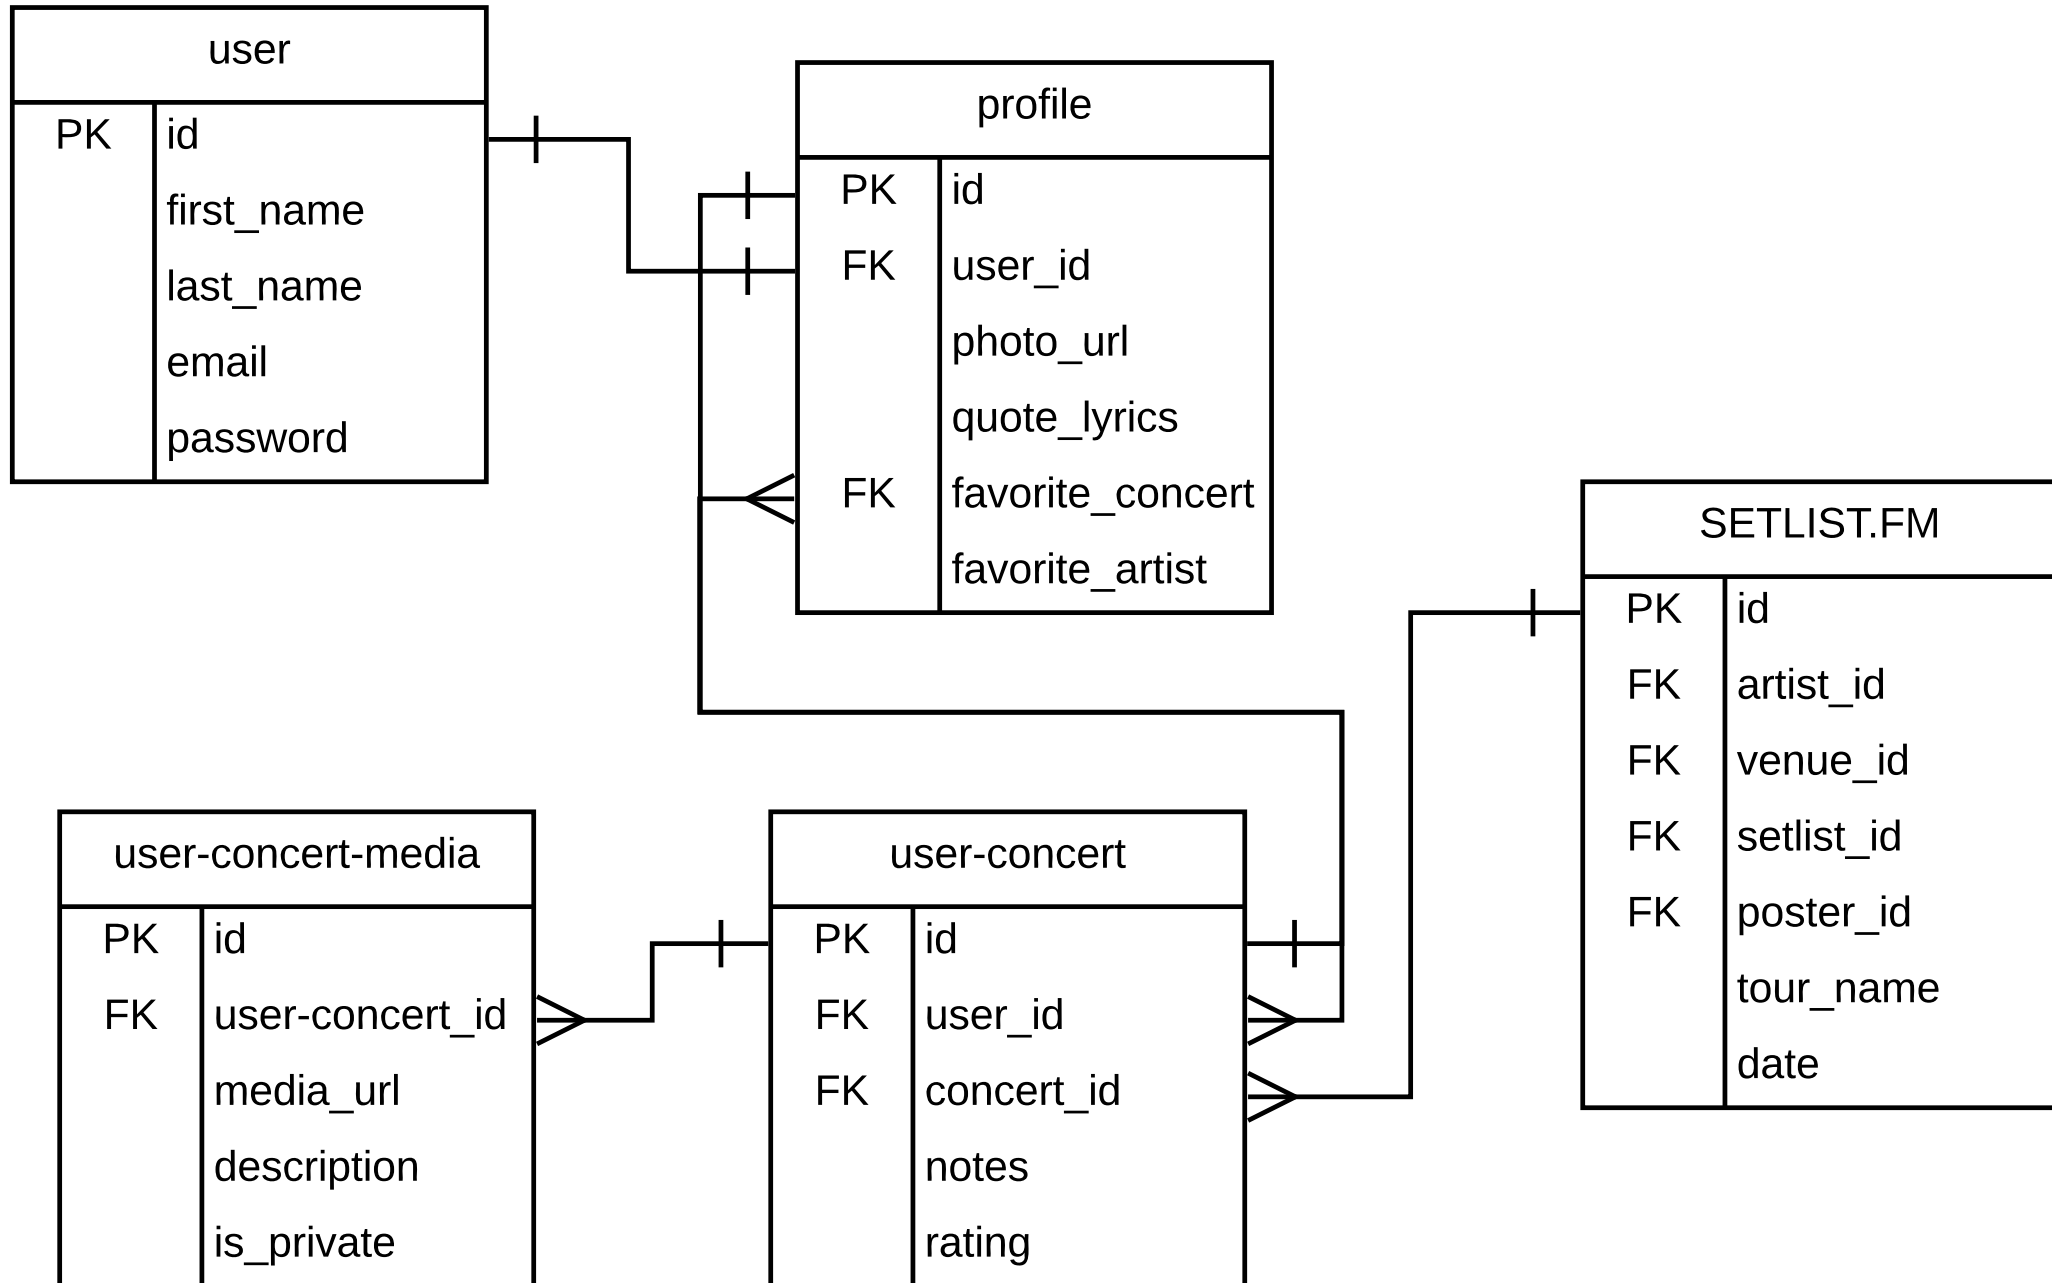 user
PK id
first_name
last_name
email
password
profile
PK id
FK user_id
photo_url
quote_lyrics
FK favorite_concert
favorite_artist
SETLIST.FM
PK id
FK artist_id
FK venue_id
FK setlist_id
FK poster_id
tour_name
date
user-concert-media
PK id
FK user-concert_id
media_url
description
is_private
user-concert
PK id
FK user_id
FK concert_id
notes
rating